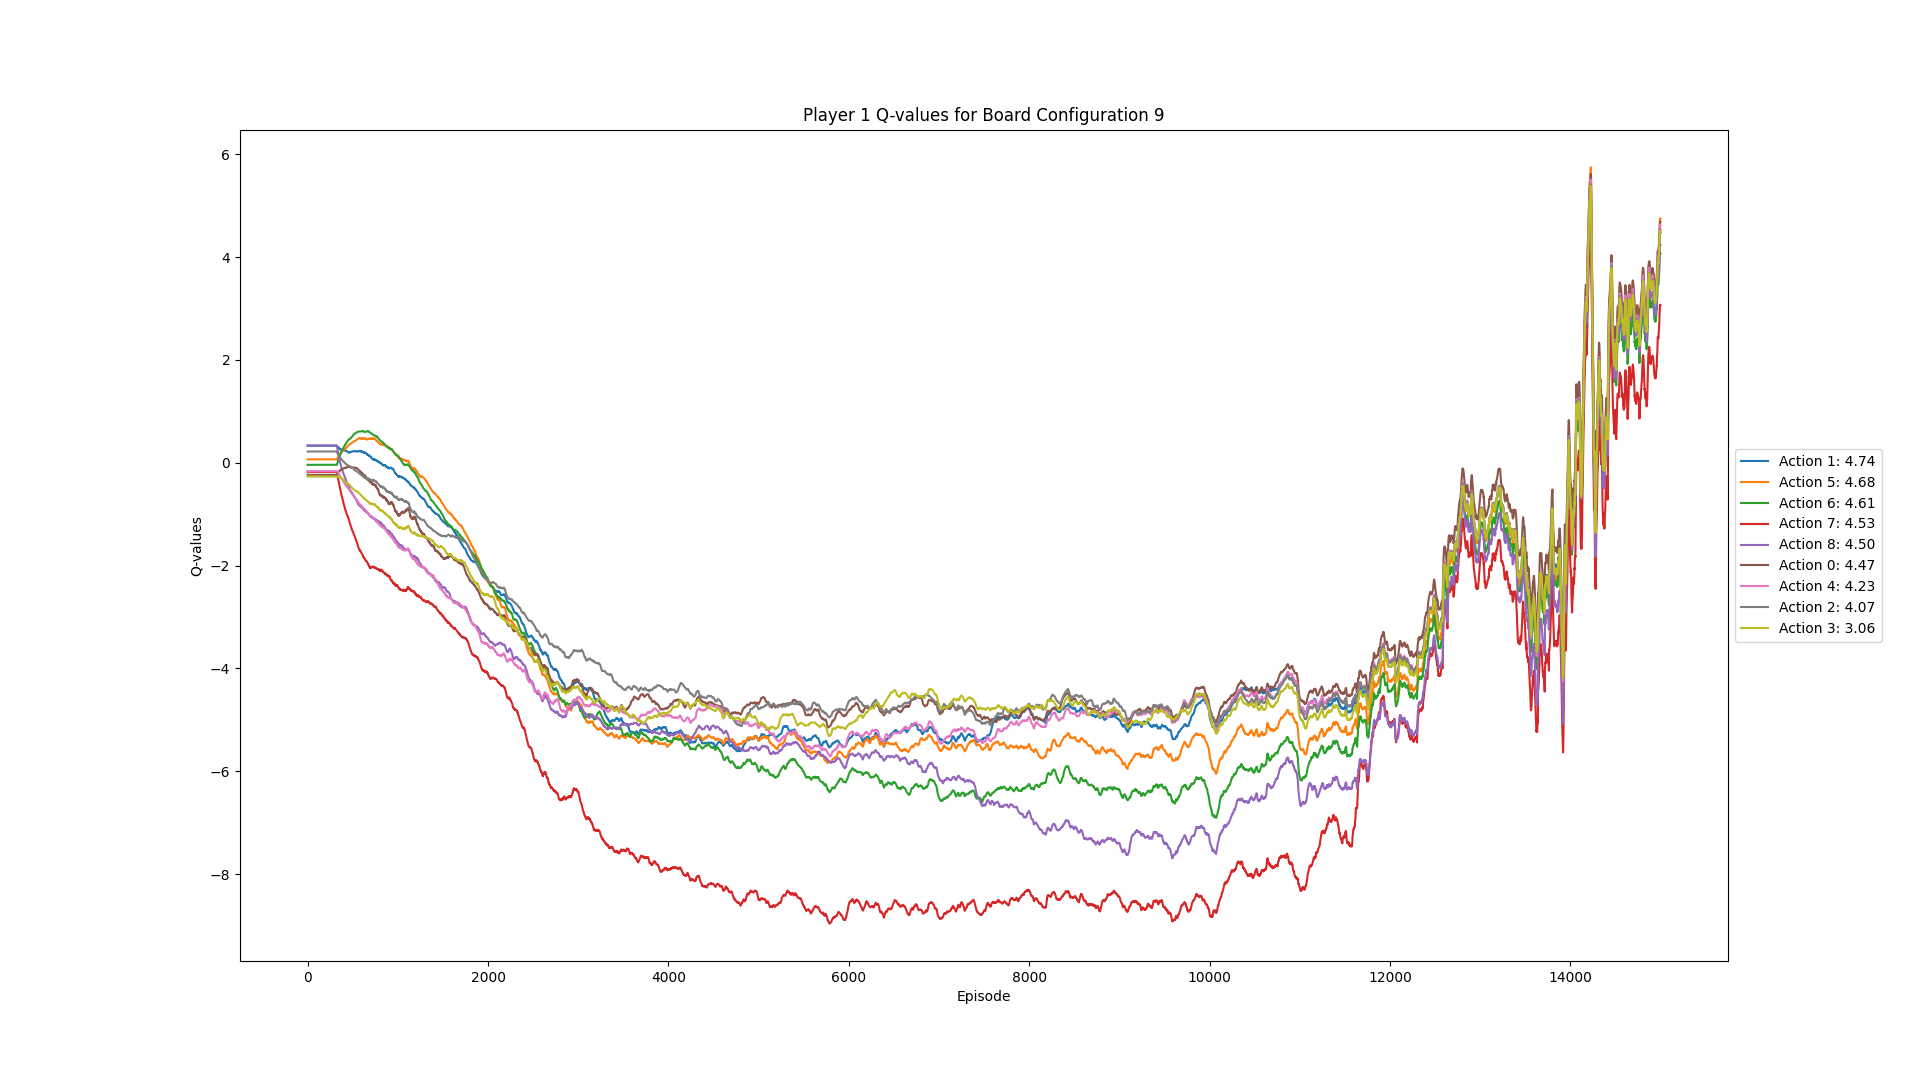 Player 1 Q-values for Board Configuration 9
6
4
2
0
−2
−4
−6
−8
Q-values
0 2000 4000 6000 8000 10000 12000 14000
Episode
Action 1: 4.74
Action 5: 4.68
Action 6: 4.61
Action 7: 4.53
Action 8: 4.50
Action 0: 4.47
Action 4: 4.23
Action 2: 4.07
Action 3: 3.06